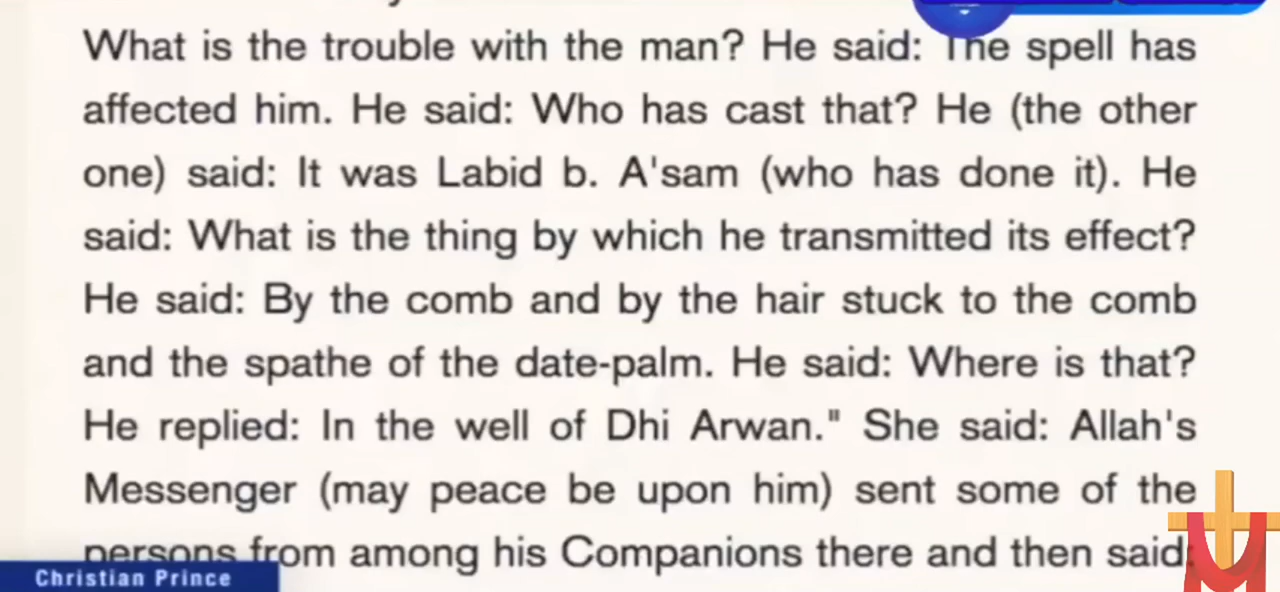 What is the trouble with the man? He said: The spell has
affected him. He said: Who has cast that? He (the other
one) said: It was Labid b. A'sam (who has done it). He
said: What is the thing by which he transmitted its effect?
He said: By the comb and by the hair stuck to the comb
and the spathe of the date-palm. He said: Where is that?
He replied: In the well of Dhi Arwan." She said: Allah's
Messenger (may peace be upon him) sent some of the
persons from among his Companions there and then said:
Christian Prince